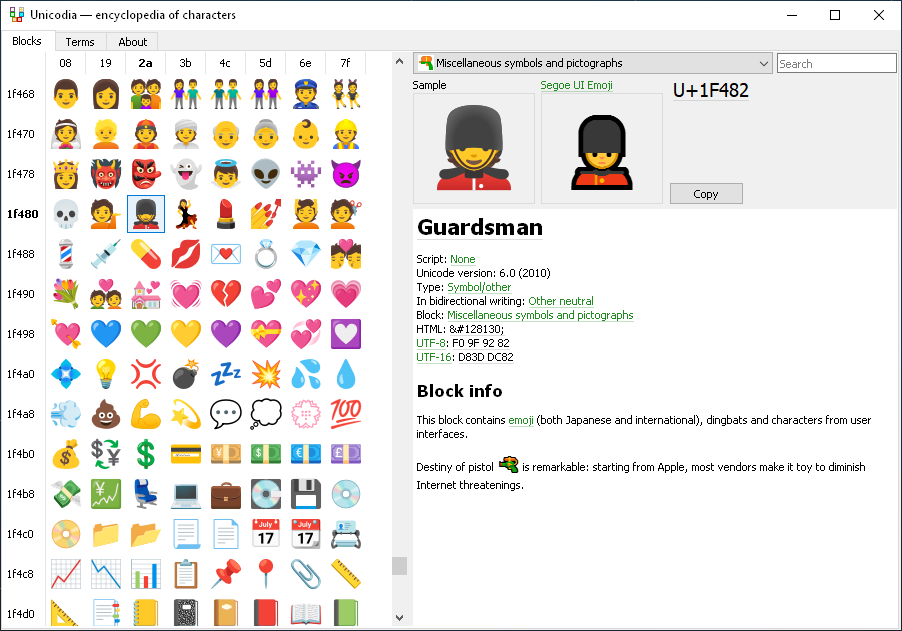 Unicodia — encyclopedia of characters
Blocks Terms About
08 19 2a 3b 4c 5d 6e 7f
1f468
1f470
1f478
1f480
1f488
1f490
1f498
1f4a0
1f4a8
1f4b0
1f4b8
1f4c0
1f4c8
1f4d0
Miscellaneous symbols and pictographs
Search
Sample
Segoe UI Emoji
U+1F482
Copy
Guardsman
Script: None
Unicode version: 6.0 (2010)
Type: Symbol/other
In bidirectional writing: Other neutral
Block: Miscellaneous symbols and pictographs
HTML: &#128130;
UTF-8: F0 9F 92 82
UTF-16: D83D DC82
Block info
This block contains emoji (both Japanese and international), dingbats and characters from user
interfaces.
Destiny of pistol 🔫 is remarkable: starting from Apple, most vendors make it toy to diminish
Internet threatenings.